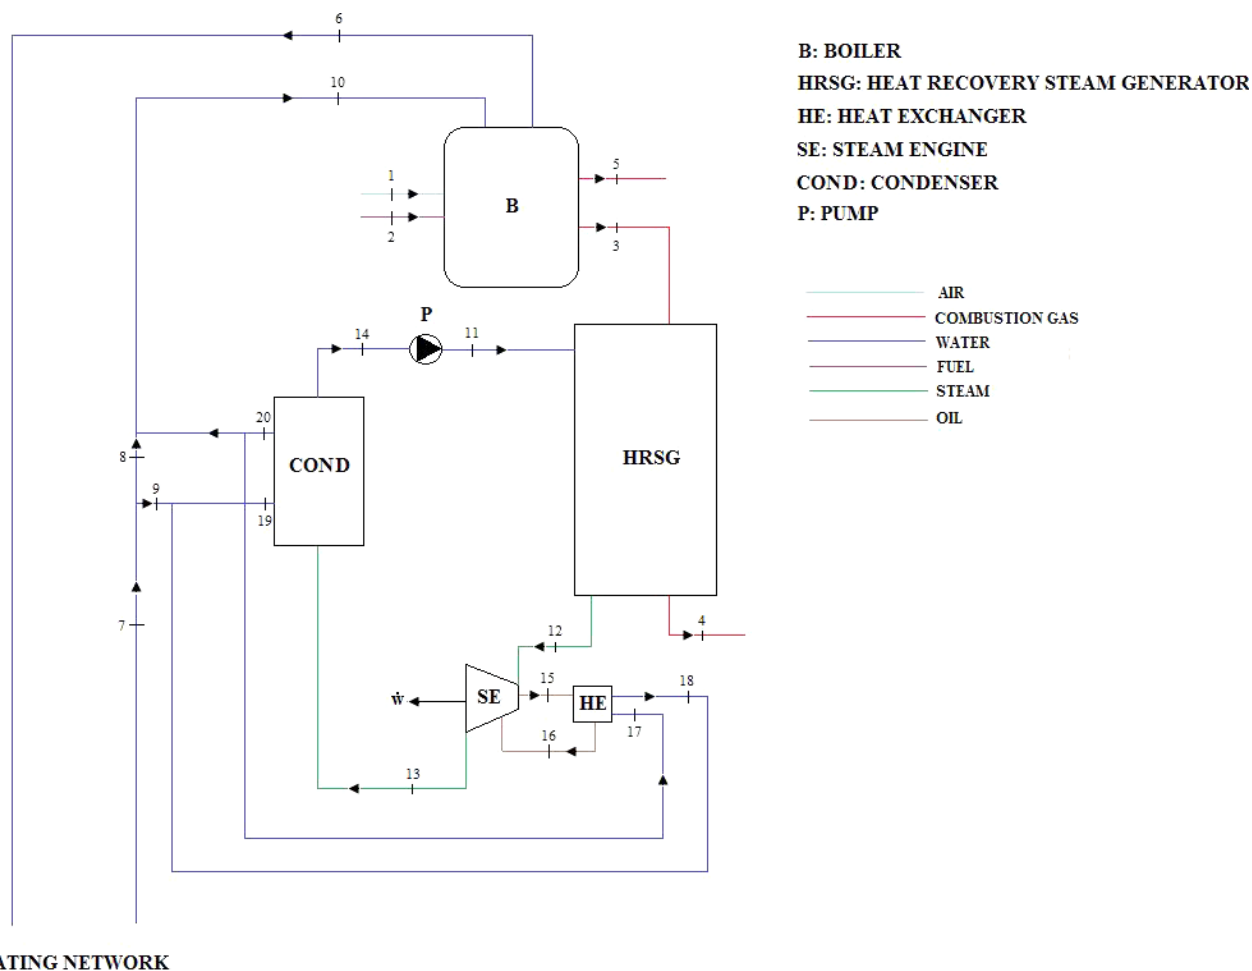 6
10
B: BOILER
HRSG: HEAT RECOVERY STEAM GENERATOR
HE: HEAT EXCHANGER
SE: STEAM ENGINE
COND: CONDENSER
P: PUMP
1
2
B
5
3
AIR
COMBUSTION GAS
WATER
FUEL
STEAM
OIL
P
14
11
20
COND
HRSG
8
9
19
7
12
4
ẇ
SE
15
HE
18
17
16
13
ATING NETWORK